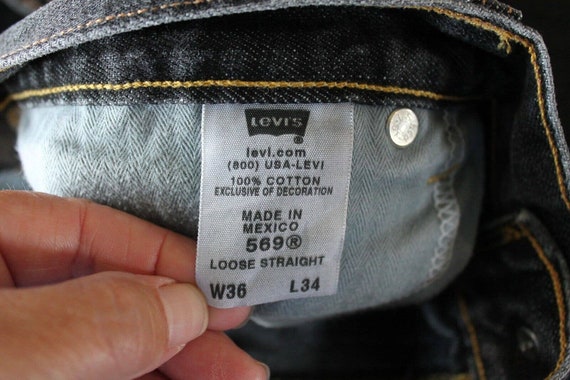 Levi's
®
levi.com
(800) USA-LEVI
100% COTTON
EXCLUSIVE OF DECORATION
MADE IN
MEXICO
569®
LOOSE STRAIGHT
W36 L34